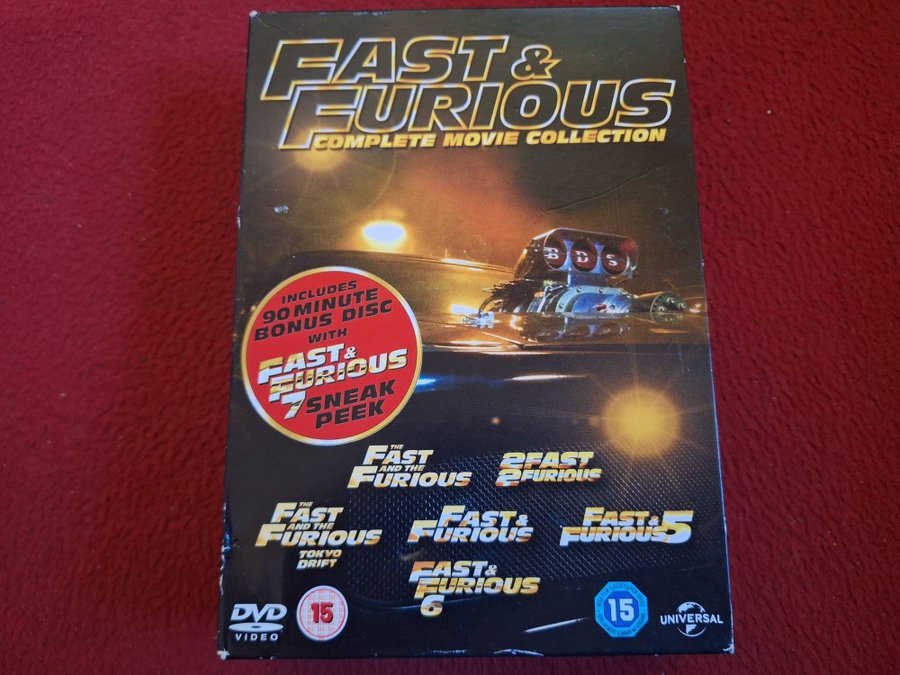 FAST &
FURIOUS
COMPLETE MOVIE COLLECTION
BDS
INCLUDES
90 MINUTE
BONUS DISC
WITH
FAST &
FURIOUS
7 SNEAK
PEEK
THE
FAST
AND THE
FURIOUS
2 FAST
2 FURIOUS
THE
FAST
AND THE
FURIOUS
TOKYO
DRIFT
FAST &
FURIOUS
FAST &
FURIOUS 5
FAST &
FURIOUS
6
DVD
VIDEO
15
15
UNIVERSAL